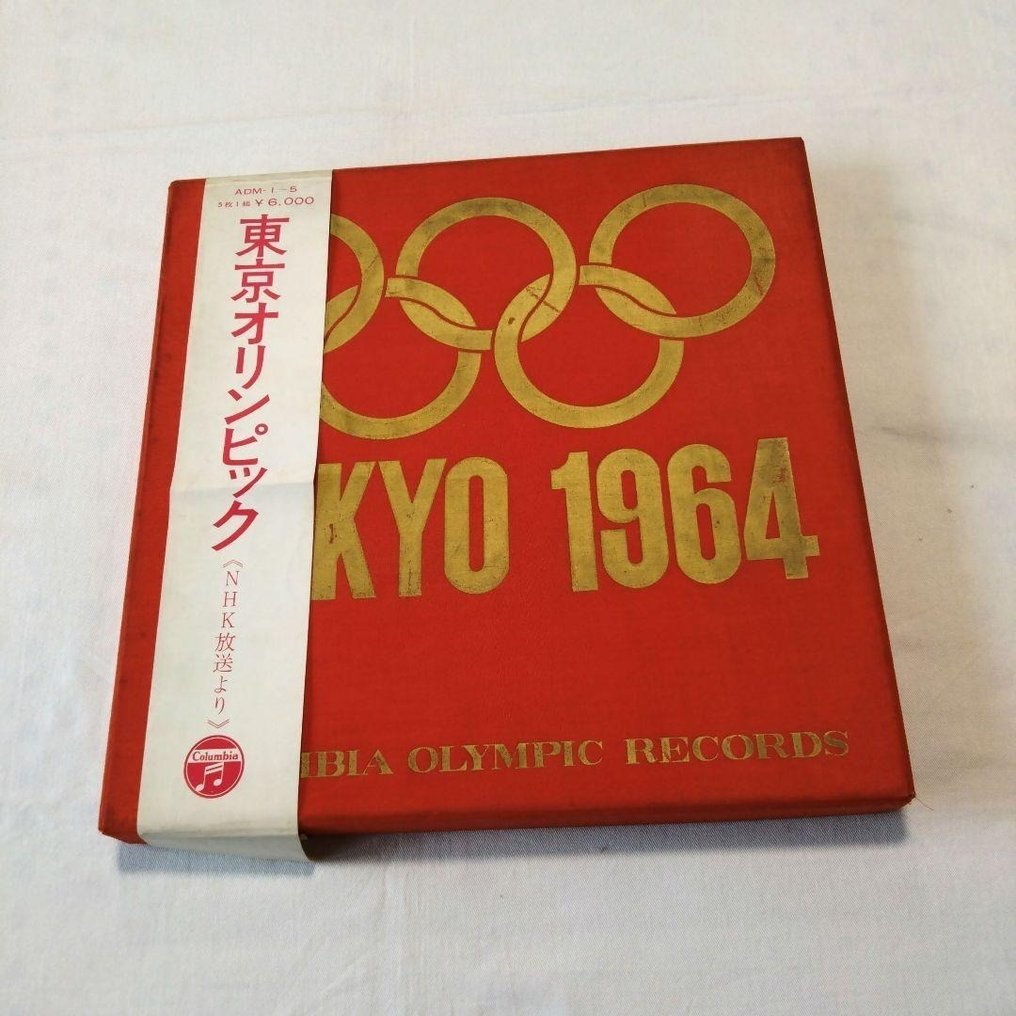 ADM-1~5
5枚1組 ¥6,000
東京オリンピック
《NHK放送より》
Columbia
KYO 1964
IBIA OLYMPIC RECORDS